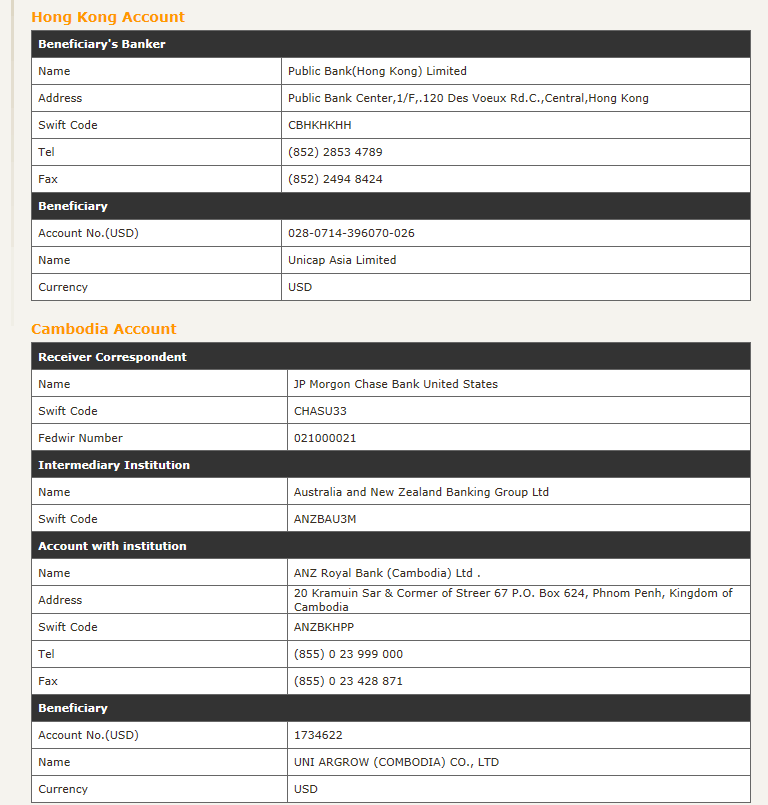 Hong Kong Account
Beneficiary's Banker
Name Public Bank(Hong Kong) Limited
Address Public Bank Center,1/F,.120 Des Voeux Rd.C.,Central,Hong Kong
Swift Code CBHKHKHH
Tel (852) 2853 4789
Fax (852) 2494 8424
Beneficiary
Account No.(USD) 028-0714-396070-026
Name Unicap Asia Limited
Currency USD
Cambodia Account
Receiver Correspondent
Name JP Morgon Chase Bank United States
Swift Code CHASU33
Fedwir Number 021000021
Intermediary Institution
Name Australia and New Zealand Banking Group Ltd
Swift Code ANZBAU3M
Account with institution
Name ANZ Royal Bank (Cambodia) Ltd .
Address 20 Kramuin Sar & Cormer of Streer 67 P.O. Box 624, Phnom Penh, Kingdom of
Cambodia
Swift Code ANZBKHPP
Tel (855) 0 23 999 000
Fax (855) 0 23 428 871
Beneficiary
Account No.(USD) 1734622
Name UNI ARGROW (COMBODIA) CO., LTD
Currency USD